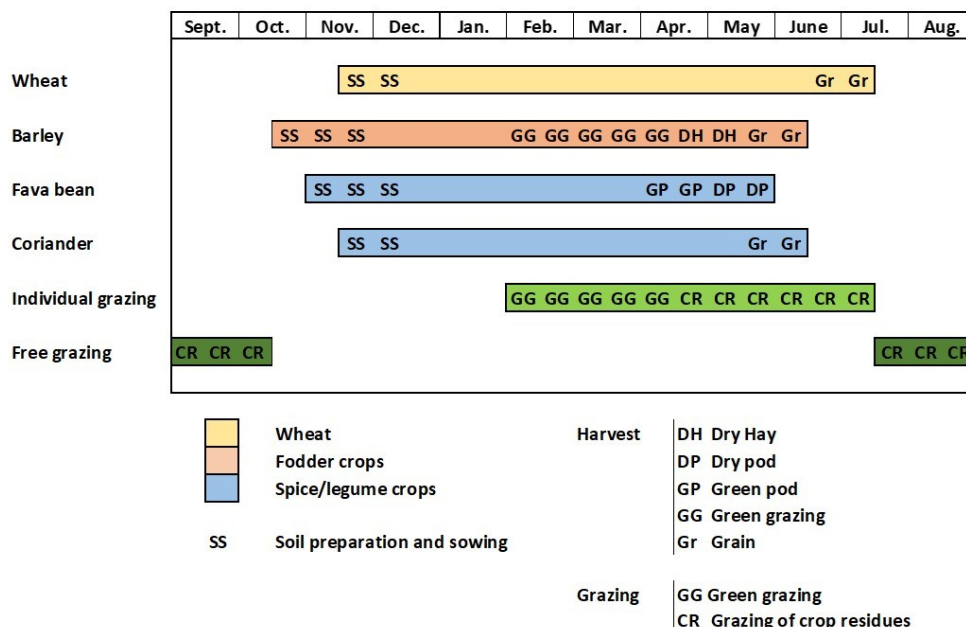 Sept. Oct. Nov. Dec. Jan. Feb. Mar. Apr. May June Jul. Aug.
Wheat SS SS Gr Gr
Barley SS SS SS GG GG GG GG GG DH DH Gr Gr
Fava bean SS SS SS GP GP DP DP
Coriander SS SS Gr Gr
Individual grazing GG GG GG GG GG CR CR CR CR CR CR
Free grazing CR CR CR CR CR CR
Wheat Harvest DH Dry Hay
Fodder crops DP Dry pod
Spice/legume crops GP Green pod
GG Green grazing
SS Soil preparation and sowing Gr Grain
Grazing GG Green grazing
CR Grazing of crop residues